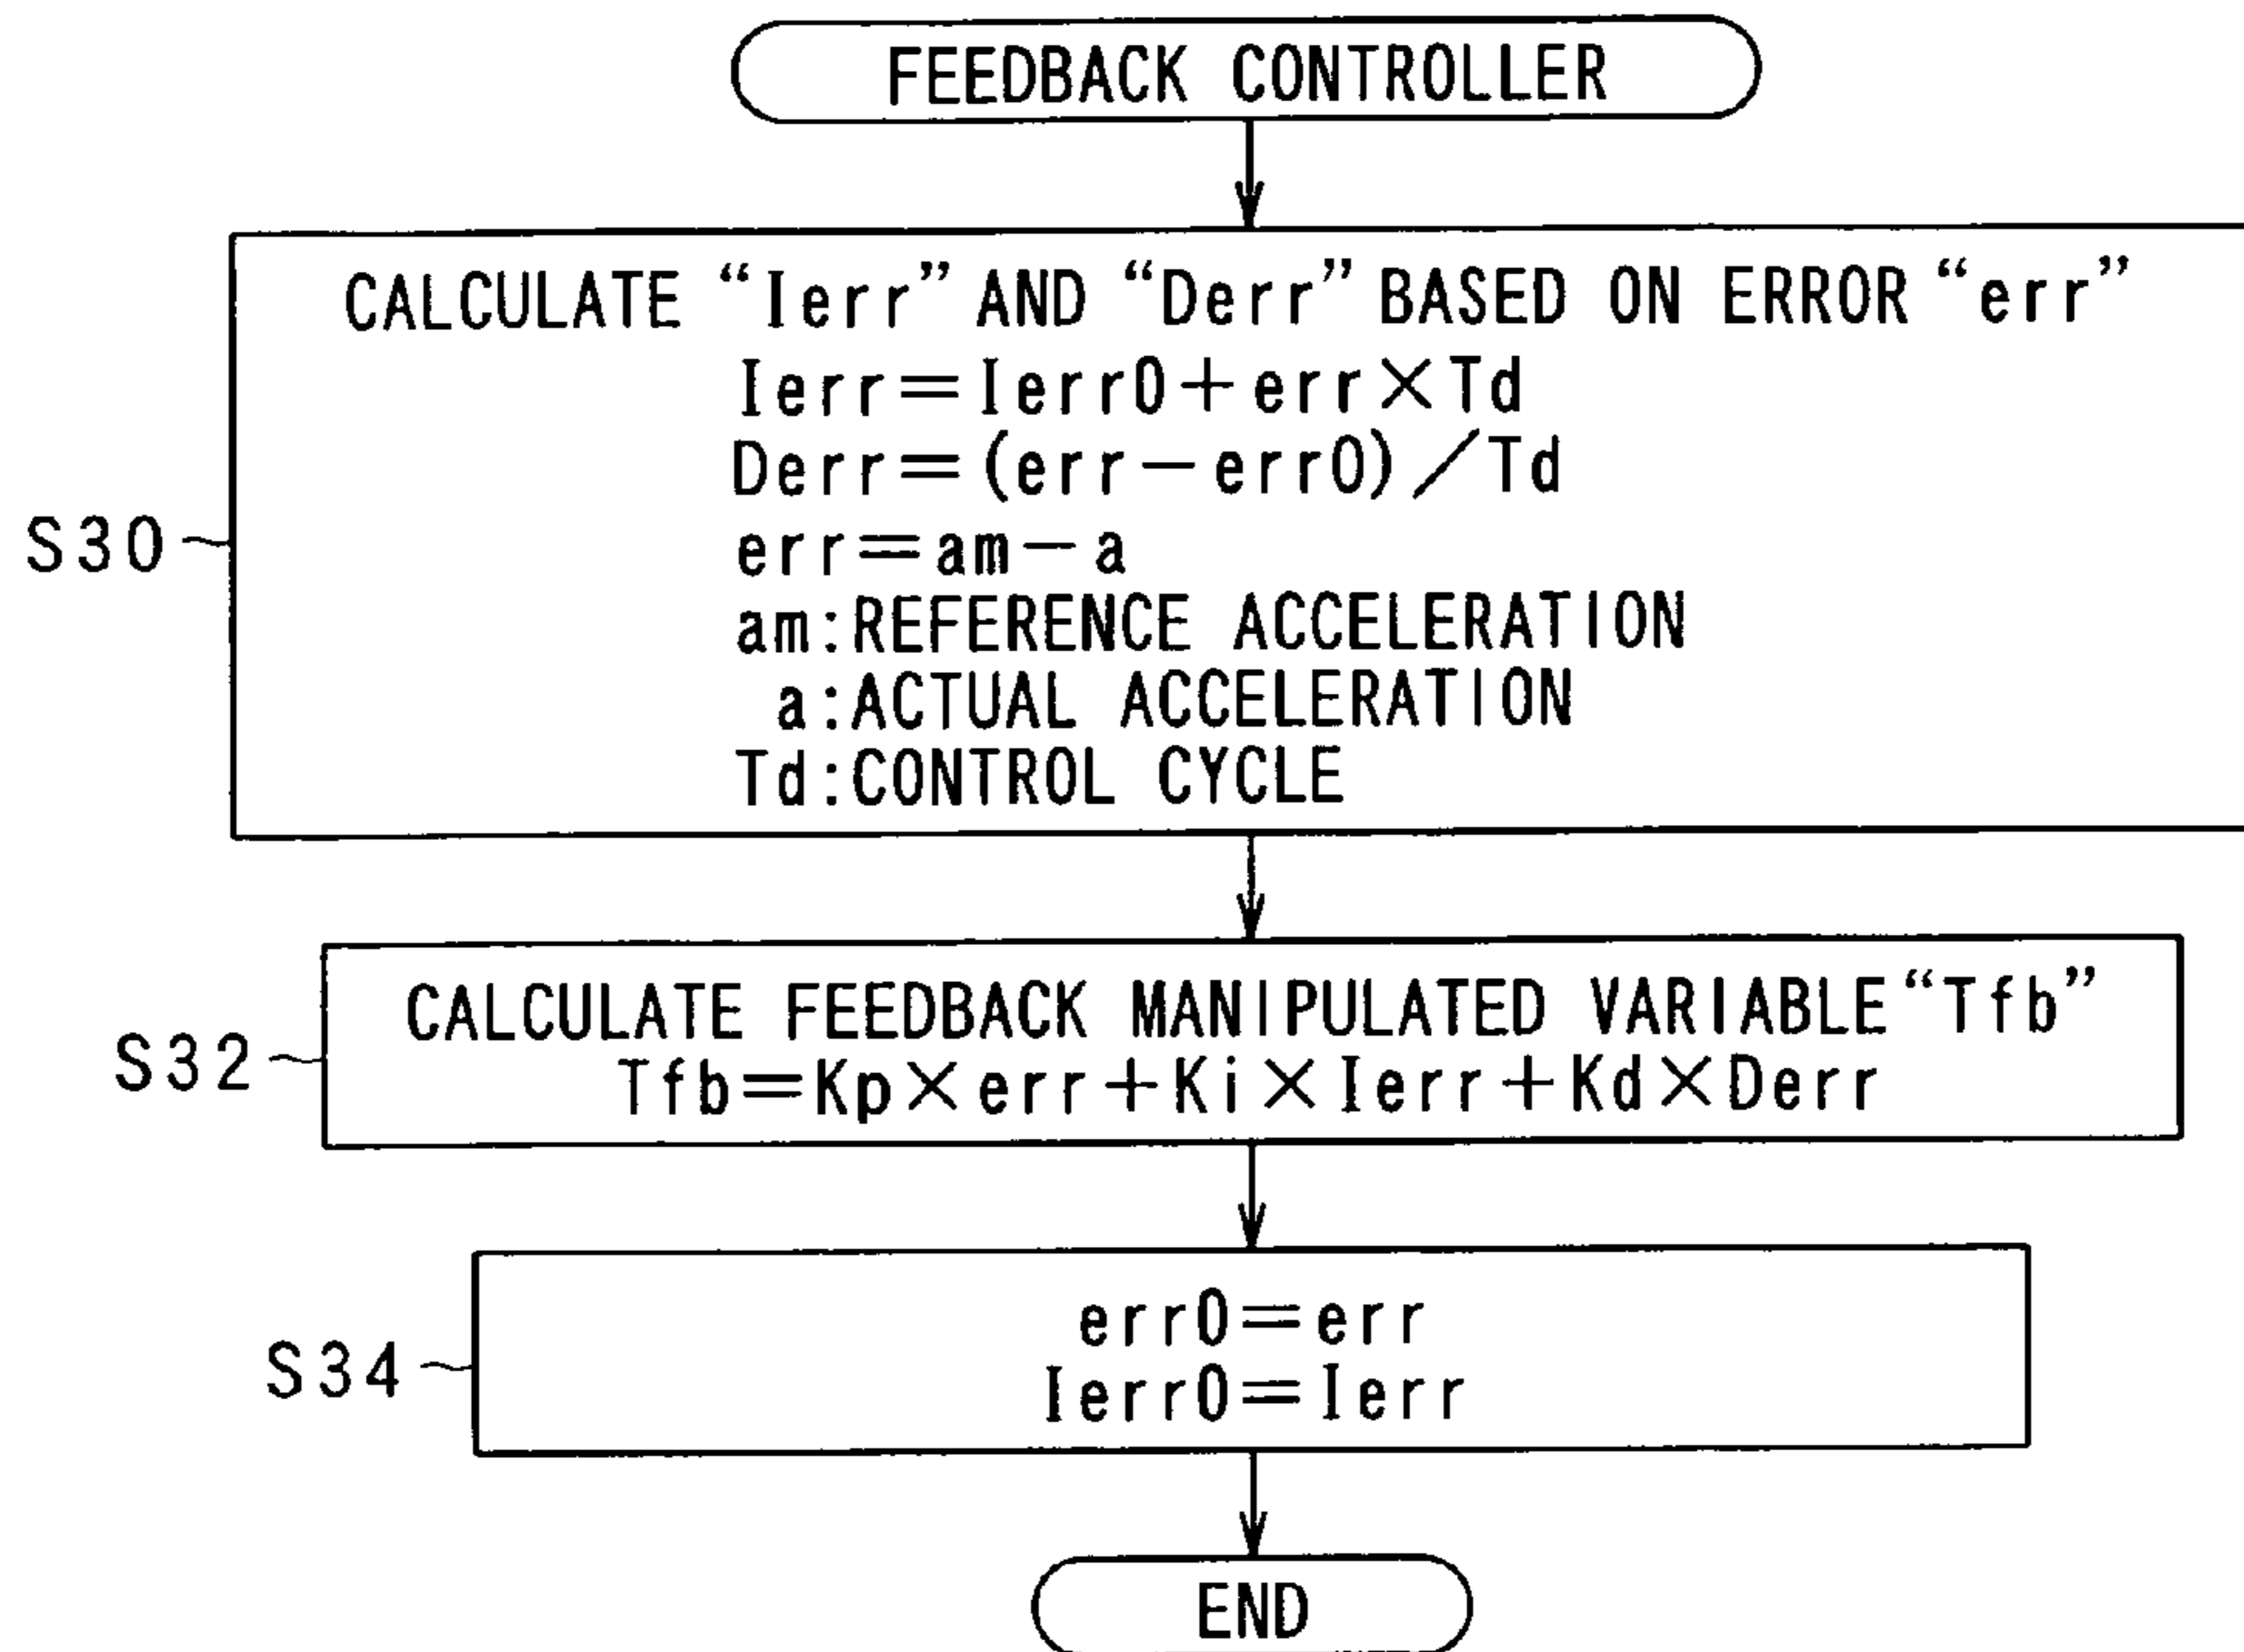 FEEDBACK CONTROLLER
CALCULATE “Ierr” AND “Derr” BASED ON ERROR “err”
Ierr=Ierr0+err×Td
Derr=(err−err0)/Td
S30
err=am−a
am:REFERENCE ACCELERATION
a:ACTUAL ACCELERATION
Td:CONTROL CYCLE
CALCULATE FEEDBACK MANIPULATED VARIABLE “Tfb”
S32
Tfb=Kp×err+Ki×Ierr+Kd×Derr
err0=err
S34
Ierr0=Ierr
END